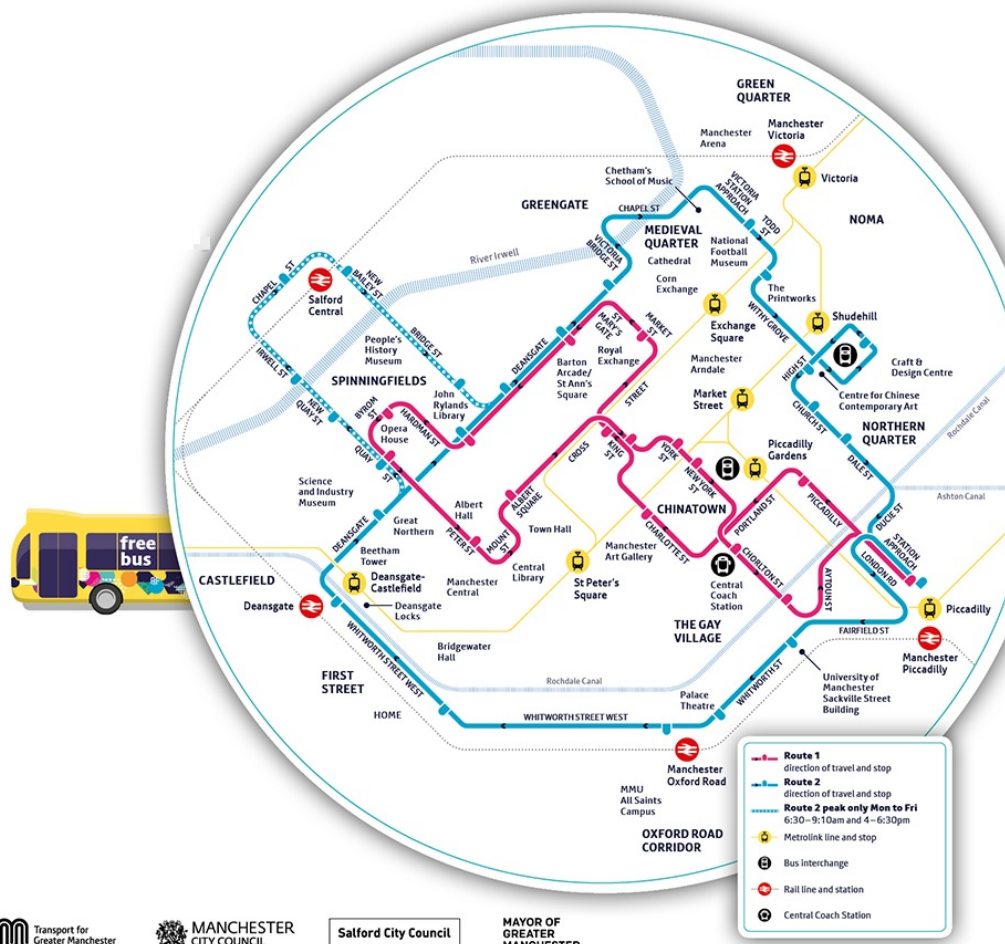 GREEN
QUARTER
Manchester
Victoria
Manchester
Arena
Victoria
Chetham's
School of Music
VICTORIA
STATION
APPROACH
TODD
ST
GREENGATE
CHAPEL ST
NOMA
MEDIEVAL
QUARTER
VICTORIA
BRIDGE ST
Cathedral
National
Football
Museum
River Irwell
CHAPEL ST
NEW
BAILEY ST
Salford
Central
Corn
Exchange
The
Printworks
WITHY GROVE
Exchange
Square
Shudehill
ST
MARY'S
GATE
MARKET
ST
BRIDGE ST
DEANSGATE
People's
History
Museum
Royal
Exchange
Barton
Arcade/
St Ann's
Square
Manchester
Arndale
HIGH ST
Craft &
Design Centre
IRWELL ST
SPINNINGFIELDS
John
Rylands
Library
STREET
Market
Street
Centre for Chinese
Contemporary Art
NEW
QUAY ST
BYROM
ST
HARDMAN ST
Opera
House
CHURCH ST
NORTHERN
QUARTER
Rochdale Canal
QUAY
ST
CROSS
KING
ST
YORK
ST
NEW YORK
ST
Piccadilly
Gardens
DALE ST
Science
and Industry
Museum
Albert
Hall
ALBERT
SQUARE
CHINATOWN
PORTLAND ST
PICCADILLY
Ashton Canal
DUCIE ST
Great
Northern
PETER ST
MOUNT
ST
Town Hall
CHARLOTTE ST
STATION
APPROACH
DEANSGATE
Beetham
Tower
Central
Library
Manchester
Art Gallery
CHORLTON ST
LONDON RD
CASTLEFIELD
Deansgate-
Castlefield
Manchester
Central
St Peter's
Square
Central
Coach
Station
AYTOUN ST
Deansgate
Deansgate
Locks
Piccadilly
THE GAY
VILLAGE
FAIRFIELD ST
Manchester
Piccadilly
WHITWORTH STREET WEST
Bridgewater
Hall
FIRST
STREET
Rochdale Canal
WHITWORTH ST
University of
Manchester
Sackville Street
Building
HOME
Palace
Theatre
WHITWORTH STREET WEST
Manchester
Oxford Road
MMU
All Saints
Campus
OXFORD ROAD
CORRIDOR
free
bus
Route 1
direction of travel and stop
Route 2
direction of travel and stop
Route 2 peak only Mon to Fri
6:30–9:10am and 4–6:30pm
Metrolink line and stop
Bus interchange
Rail line and station
Central Coach Station
Transport for
Greater Manchester
MANCHESTER
CITY COUNCIL
Salford City Council
MAYOR OF
GREATER
MANCHESTER